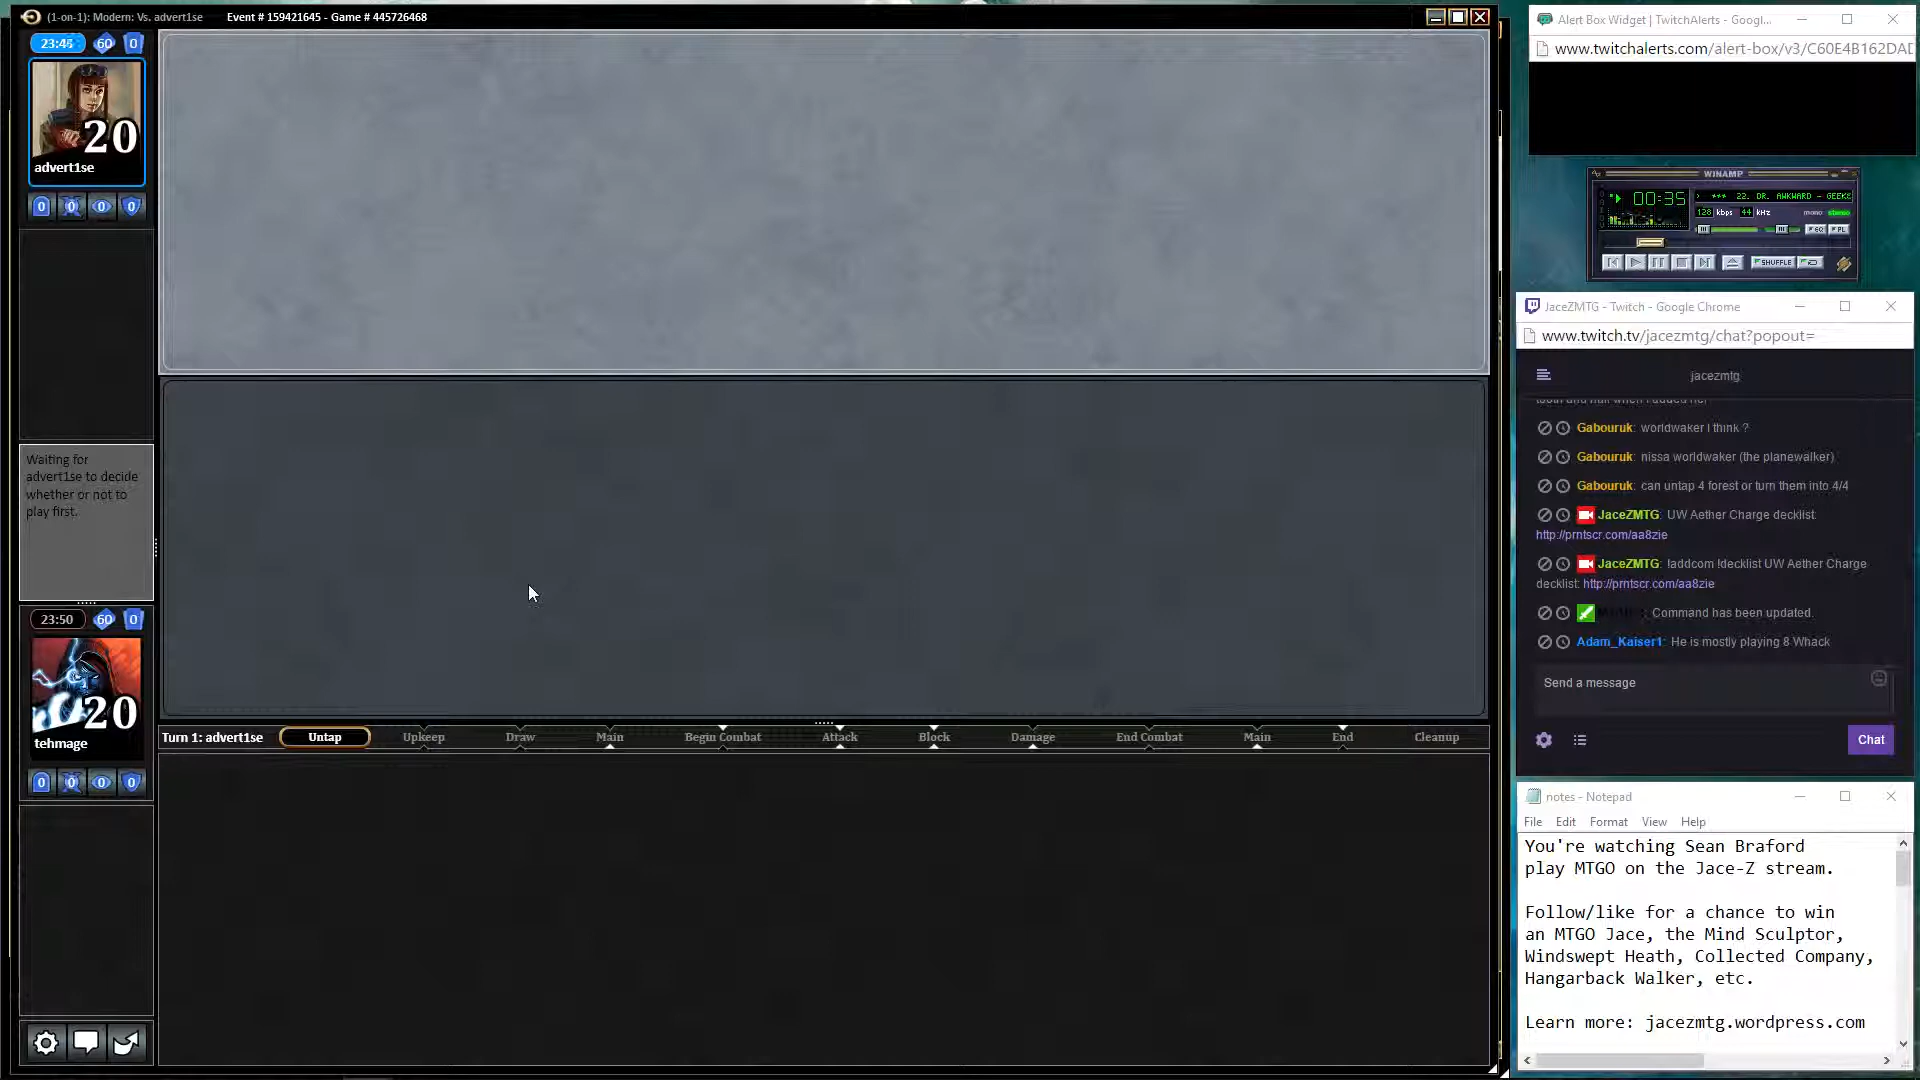 (1-on-1): Modern: Vs. advert1se
Event # 159421645 - Game # 445726468
60
0
20
advert1se
0
0
0
0
Waiting for
advert1se to decide
whether or not to
play first.
23:50
60
0
20
tehmage
0
0
0
0
Turn 1: advert1se
Untap
Upkeep
Draw
Main
Begin Combat
Attack
Block
Damage
End Combat
Main
End
Cleanup
Alert Box Widget | TwitchAlerts - Googl...
www.twitchalerts.com/alert-box/v3/C60E4B162DAD
WINAMP
00:35
*** 22. DR. AWKWARD - GEEKS
128 kbps 44 kHz mono stereo
EQ PL
SHUFFLE
JaceZMTG - Twitch - Google Chrome
www.twitch.tv/jacezmtg/chat?popout=
jacezmtg
Gabouruk: worldwaker I think ?
Gabouruk: nissa worldwaker (the planewalker)
Gabouruk: can untap 4 forest or turn them into 4/4
JaceZMTG: UW Aether Charge decklist:
http://prntscr.com/aa8zie
JaceZMTG: !addcom !decklist UW Aether Charge
decklist: http://prntscr.com/aa8zie
Command has been updated.
Adam_Kaiser1: He is mostly playing 8 Whack
Send a message
Chat
notes - Notepad
File Edit Format View Help
You're watching Sean Braford
play MTGO on the Jace-Z stream.
Follow/like for a chance to win
an MTGO Jace, the Mind Sculptor,
Windswept Heath, Collected Company,
Hangarback Walker, etc.
Learn more: jacezmtg.wordpress.com